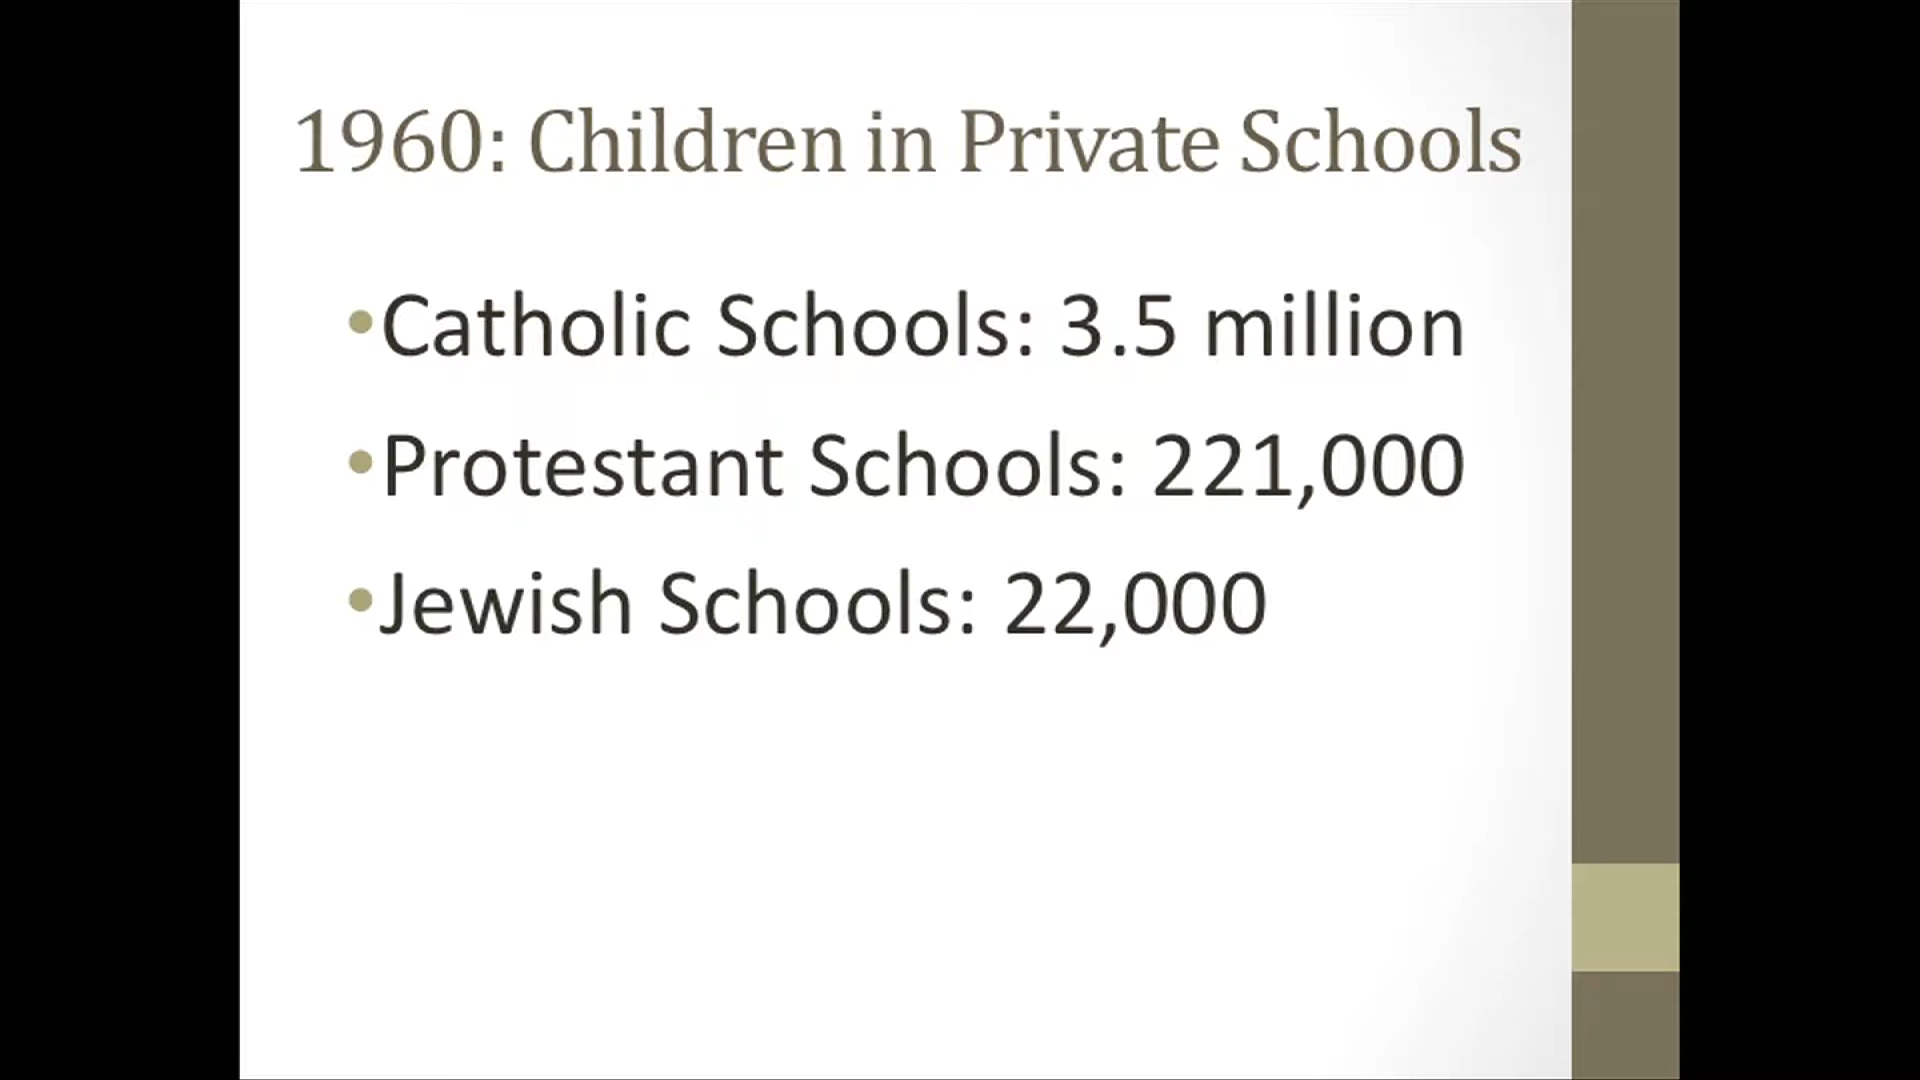 1960: Children in Private Schools
•Catholic Schools: 3.5 million
•Protestant Schools: 221,000
•Jewish Schools: 22,000